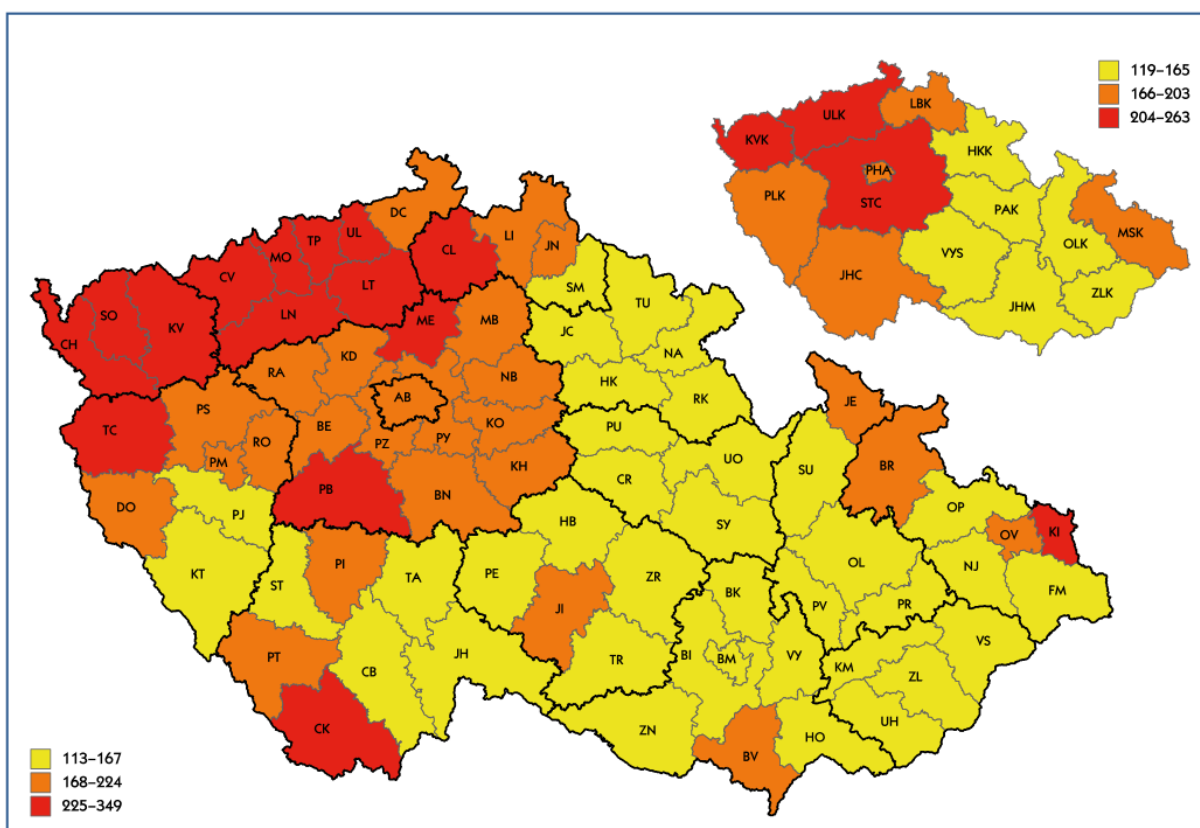 119–165
166–203
204–263
LBK
ULK
KVK
HKK
PHA
PLK
STC
PAK
MSK
OLK
VYS
JHC
ZLK
JHM
DC
LI
JN
UL
TP
MO
CL
CV
LT
SM
TU
SO
KV
LN
ME
MB
JC
CH
NA
KD
RA
NB
HK
AB
RK
PS
JE
TC
BE
KO
PU
RO
PZ
PY
UO
SU
PM
KH
BR
CR
PB
BN
DO
PJ
SY
OP
HB
KI
OV
PI
OL
KT
ST
TA
PE
ZR
NJ
BK
FM
JI
PV
PR
VS
PT
JH
TR
BI
BM
VY
KM
CB
ZL
CK
ZN
UH
HO
BV
113–167
168–224
225–349